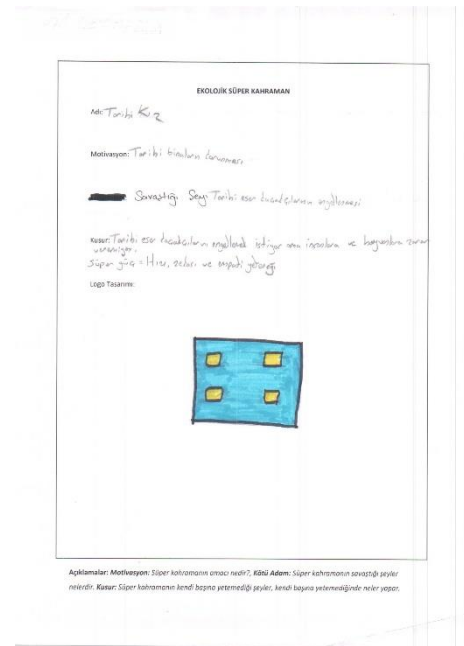 EKOLOJİK SÜPER KAHRAMAN
Adı: Tarihi Kız
Motivasyon: Tarihi binaların korunması
Savaştığı Şey: Tarihi eser kaçakçılarının engellenmesi
Kusur: Tarihi eser kaçakçılarını engellemek istiyor ama insanlara ve hayvanlara zarar
veremiyor.
Süper güç = Hızı, zekası ve empati yeteneği
Logo Tasarımı:
Açıklamalar: Motivasyon: Süper kahramanın amacı nedir?, Kötü Adam: Süper kahramanın savaştığı şeyler
nelerdir. Kusur: Süper kahramanın kendi başına yetemediği şeyler, kendi başına yetemediğinde neler yapar.